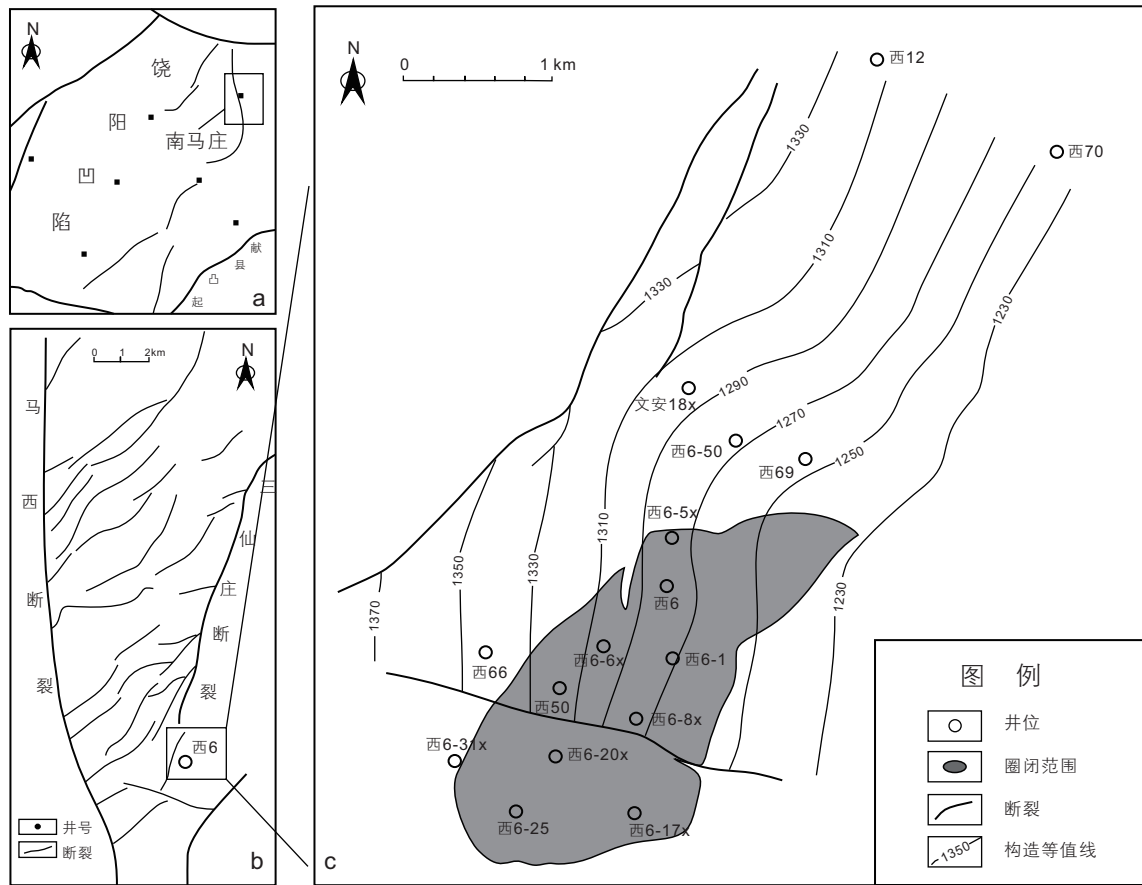 N
饶
阳
凹
陷
南马庄
献
县
凸
起
a
0 1 2km
N
马
西
断
裂
三
仙
庄
断
裂
西6
井号
断裂
b
N
0 1 km
西12
西70
1330
1310
1330
1230
1290
文安18x
1270
西6-50
西69
1250
西6-5x
1310
1350
1330
西6
1230
1370
西6-6x
西6-1
西66
西50
西6-8x
西6-31x
西6-20x
西6-25
西6-17x
c
图 例
井位
圈闭范围
断裂
1350
构造等值线